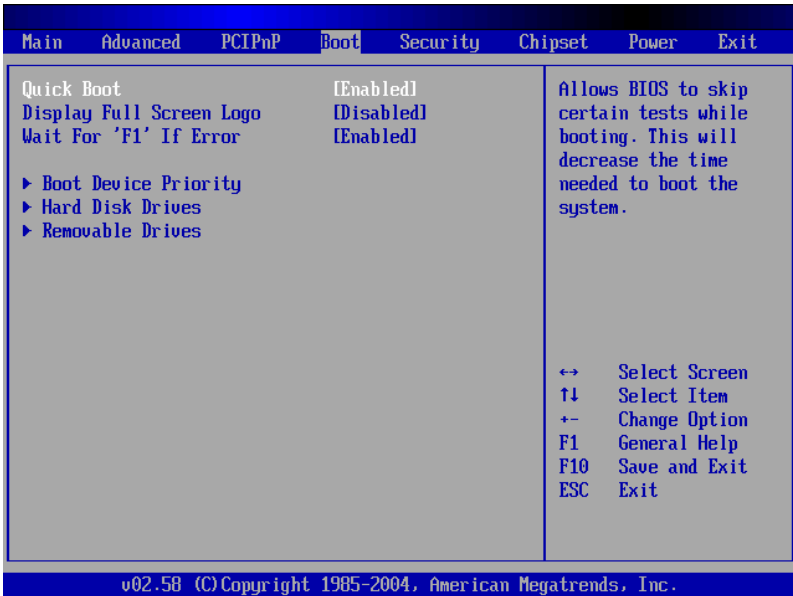 Main Advanced PCIPnP Boot Security Chipset Power Exit
Quick Boot [Enabled]
Display Full Screen Logo [Disabled]
Wait For 'F1' If Error [Enabled]
Boot Device Priority
Hard Disk Drives
Removable Drives
Allows BIOS to skip
certain tests while
booting. This will
decrease the time
needed to boot the
system.
↔ Select Screen
↑↓ Select Item
+- Change Option
F1 General Help
F10 Save and Exit
ESC Exit
v02.58 (C)Copyright 1985-2004, American Megatrends, Inc.